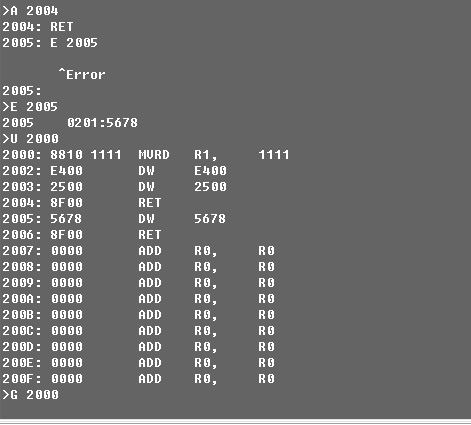 >A 2004
2004: RET
2005: E 2005
^Error
2005:
>E 2005
2005    0201:5678
>U 2000
2000: 8810 1111  MVRD   R1,     1111
2002: E400       DW     E400
2003: 2500       DW     2500
2004: 8F00       RET
2005: 5678       DW     5678
2006: 8F00       RET
2007: 0000       ADD    R0,     R0
2008: 0000       ADD    R0,     R0
2009: 0000       ADD    R0,     R0
200A: 0000       ADD    R0,     R0
200B: 0000       ADD    R0,     R0
200C: 0000       ADD    R0,     R0
200D: 0000       ADD    R0,     R0
200E: 0000       ADD    R0,     R0
200F: 0000       ADD    R0,     R0
>G 2000